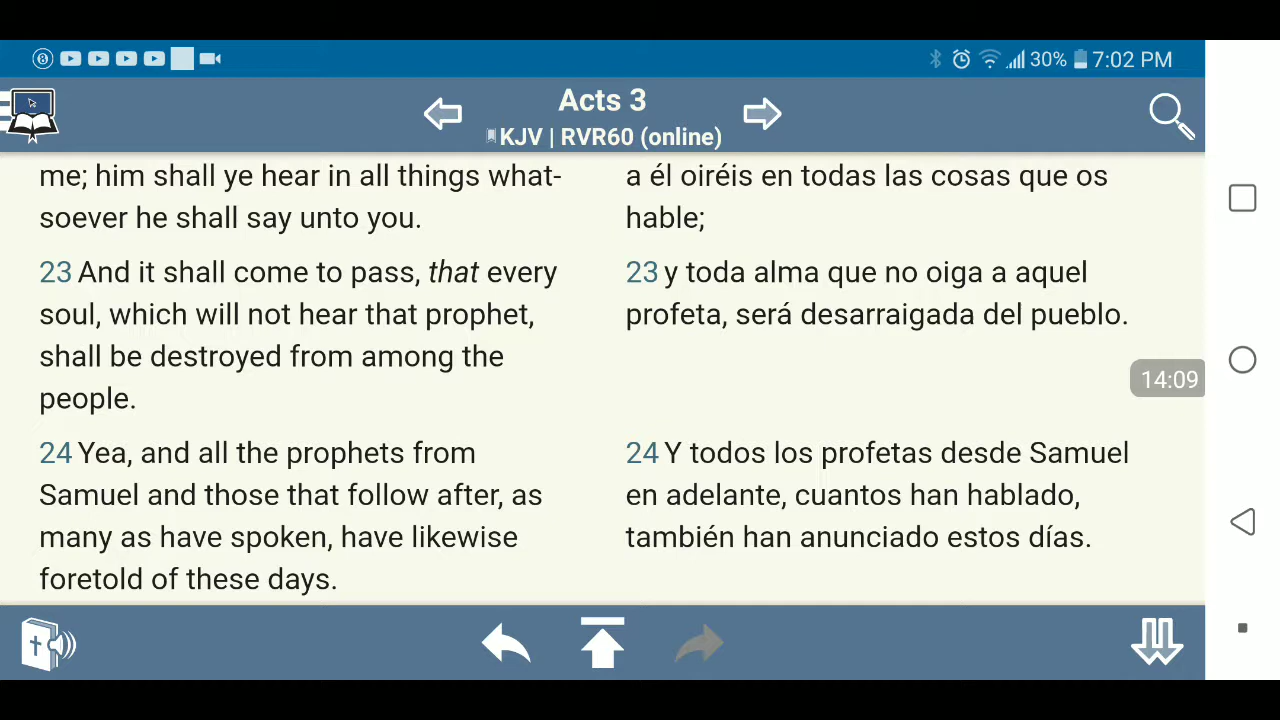 30% 7:02 PM
Acts 3
KJV | RVR60 (online)
me; him shall ye hear in all things what-
soever he shall say unto you.
23 And it shall come to pass, that every
soul, which will not hear that prophet,
shall be destroyed from among the
people.
24 Yea, and all the prophets from
Samuel and those that follow after, as
many as have spoken, have likewise
foretold of these days.
a él oiréis en todas las cosas que os
hable;
23 y toda alma que no oiga a aquel
profeta, será desarraigada del pueblo.
24 Y todos los profetas desde Samuel
en adelante, cuantos han hablado,
también han anunciado estos días.
14:09